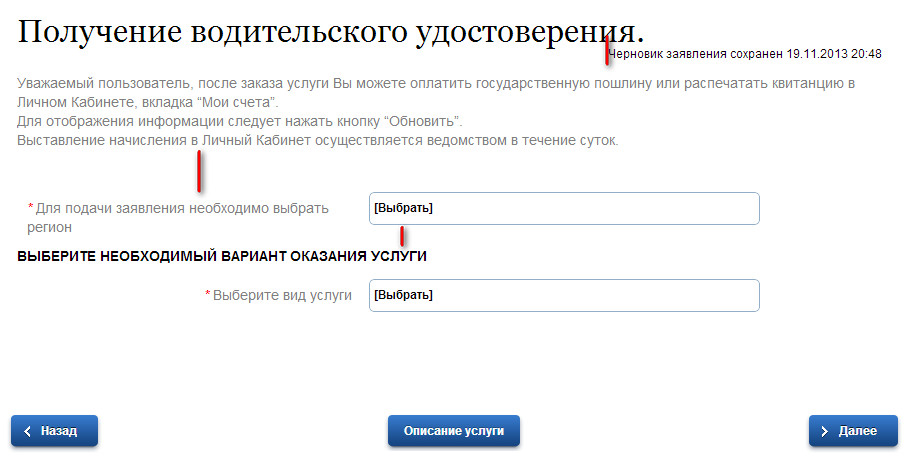 Получение водительского удостоверения.
Черновик заявления сохранен 19.11.2013 20:48
Уважаемый пользователь, после заказа услуги Вы можете оплатить государственную пошлину или распечатать квитанцию в
Личном Кабинете, вкладка “Мои счета”.
Для отображения информации следует нажать кнопку “Обновить”.
Выставление начисления в Личный Кабинет осуществляется ведомством в течение суток.
*Для подачи заявления необходимо выбрать
регион
[Выбрать]
ВЫБЕРИТЕ НЕОБХОДИМЫЙ ВАРИАНТ ОКАЗАНИЯ УСЛУГИ
*Выберите вид услуги
[Выбрать]
Назад
Описание услуги
Далее